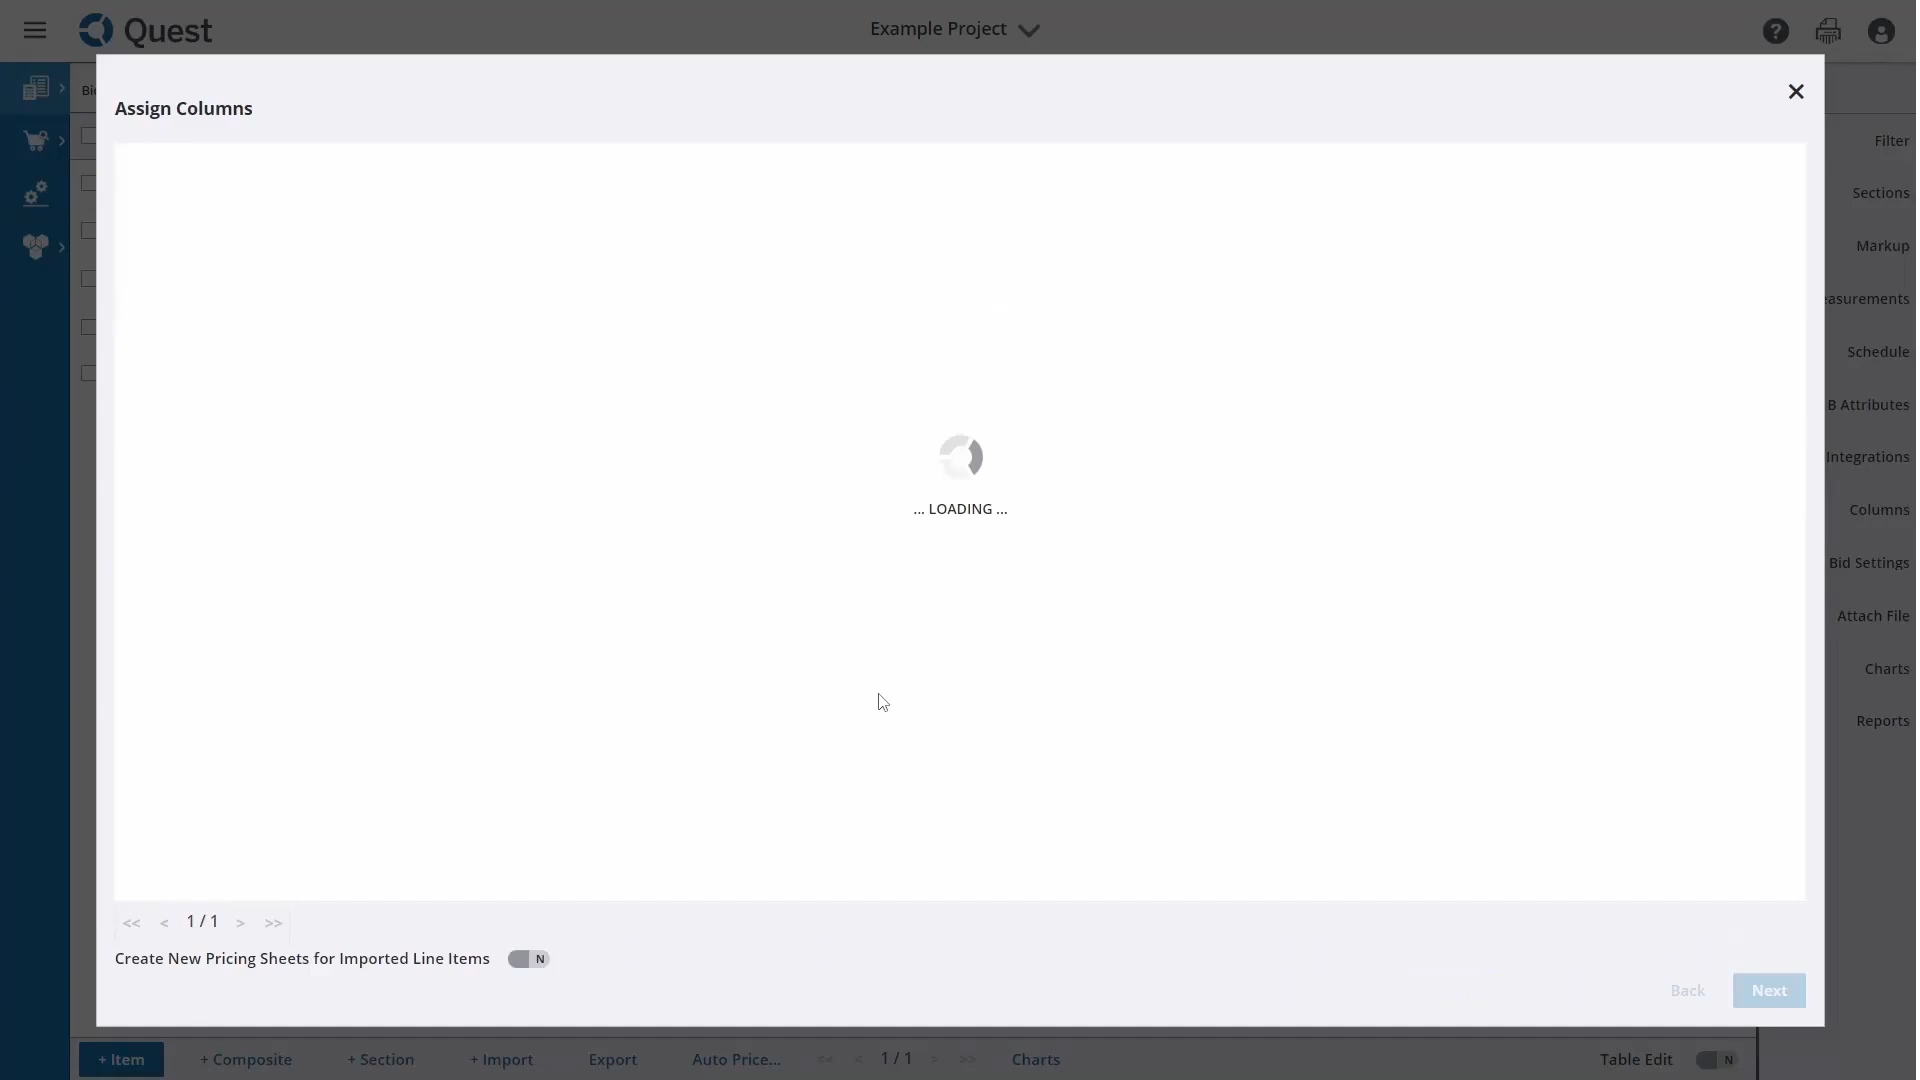 Quest
Example Project
?
Assign Columns
Filter
Sections
Markup
Schedule
B Attributes
Integrations
Columns
Bid Settings
Attach File
Charts
Reports
... LOADING ...
<< < 1 / 1 > >>
Create New Pricing Sheets for Imported Line Items N
Back Next
+ Item + Composite + Section + Import Export Auto Price... << < 1 / 1 > >> Charts Table Edit N